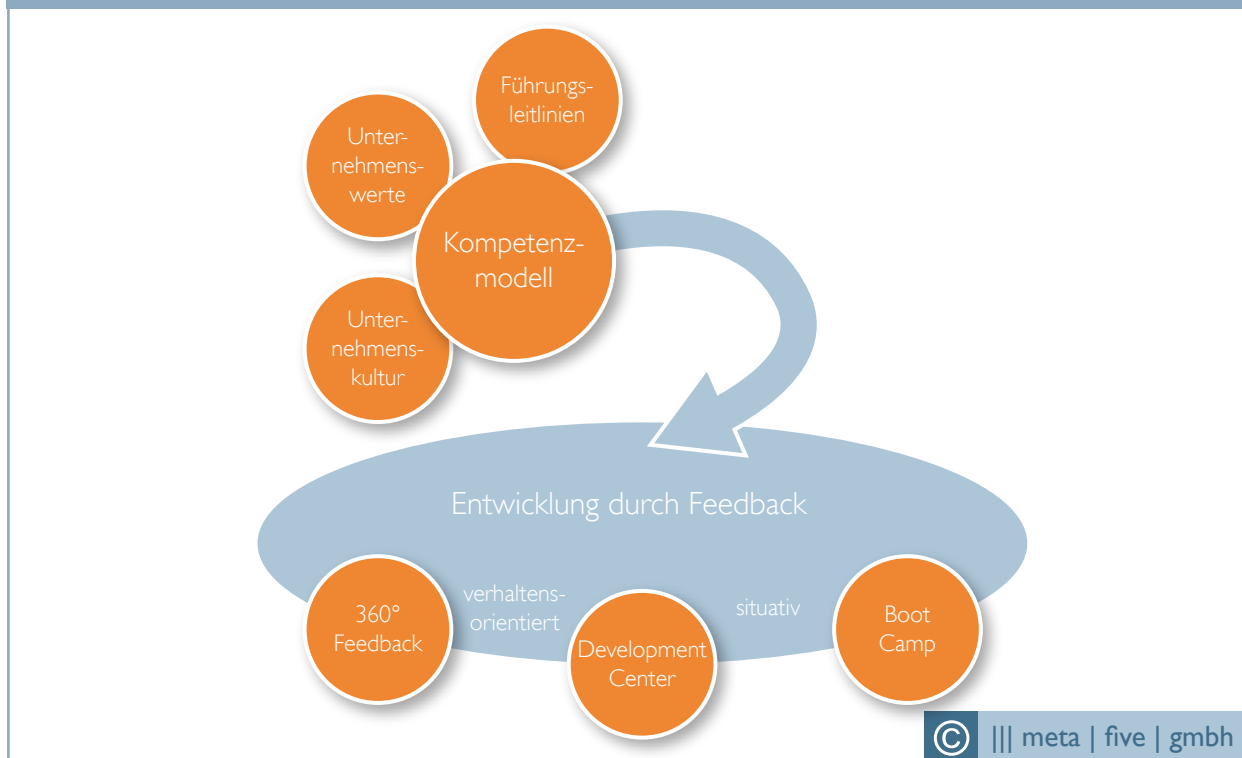 Führungs-
leitlinien
Unter-
nehmens-
werte
Kompetenz-
modell
Unter-
nehmens-
kultur
Entwicklung durch Feedback
360°
Feedback
verhaltens-
orientiert
Development
Center
situativ
Boot
Camp
© ||| meta | five | gmbh